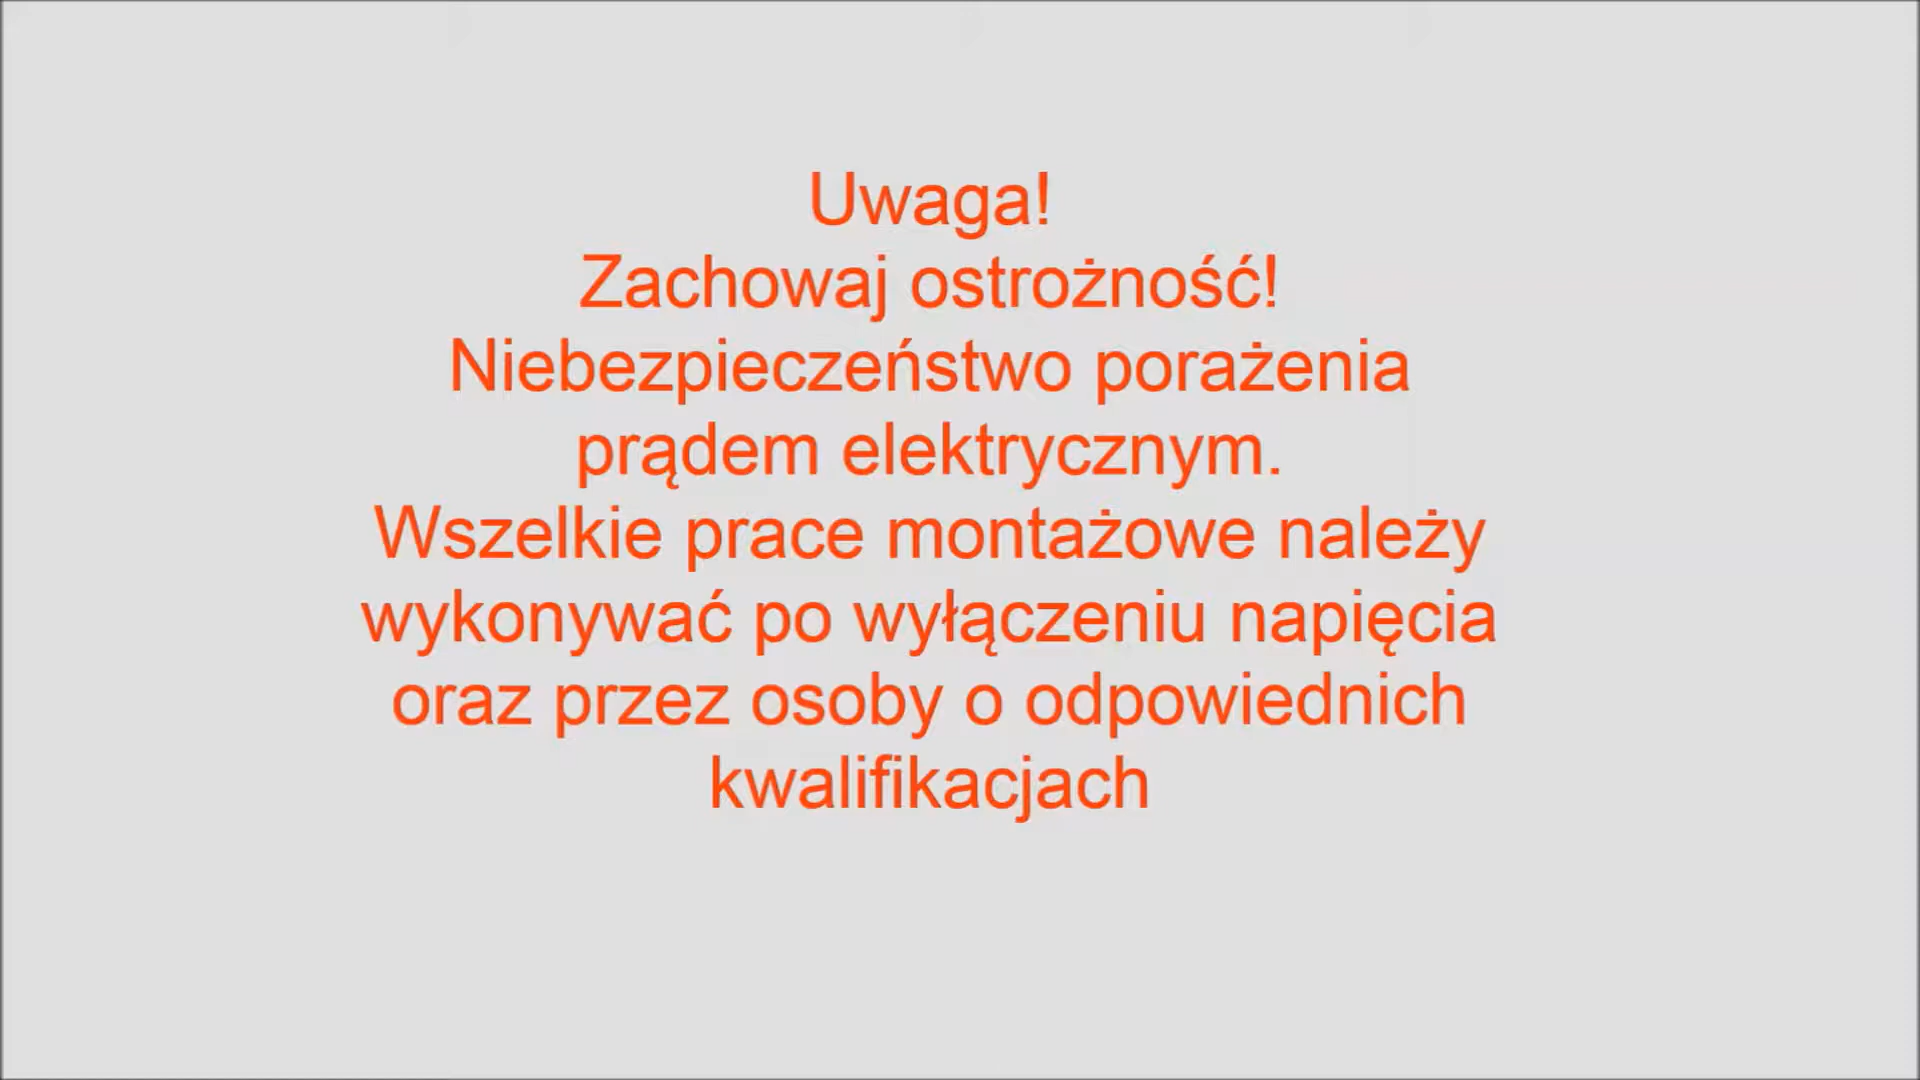 Uwaga!
Zachowaj ostrożność!
Niebezpieczeństwo porażenia
prądem elektrycznym.
Wszelkie prace montażowe należy
wykonywać po wyłączeniu napięcia
oraz przez osoby o odpowiednich
kwalifikacjach